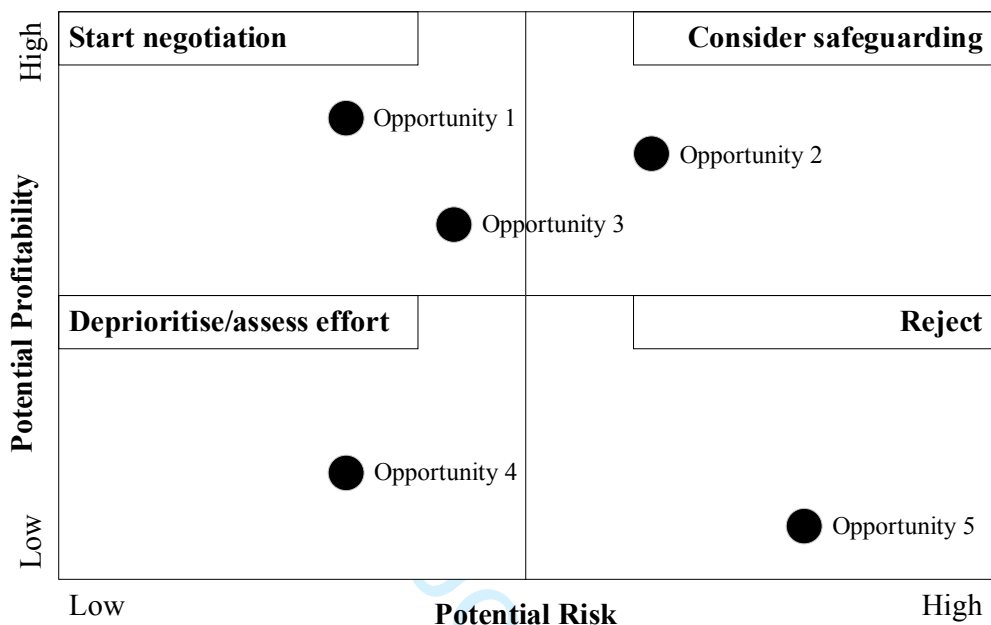 High
Start negotiation
Consider safeguarding
Opportunity 1
Opportunity 2
Opportunity 3
Potential Profitability
Deprioritise/assess effort
Reject
Opportunity 4
Opportunity 5
Low
Low
Potential Risk
High